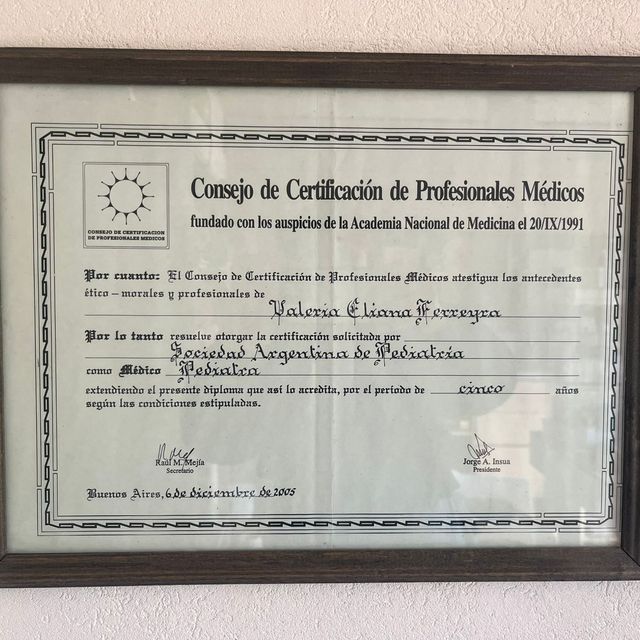 CONSEJO DE CERTIFICACION
DE PROFESIONALES MEDICOS
Consejo de Certificación de Profesionales Médicos
fundado con los auspicios de la Academia Nacional de Medicina el 20/IX/1991
Por cuanto: El Consejo de Certificación de Profesionales Médicos atestigua los antecedentes
ético – morales y profesionales de
Valeria Eliana Ferreyra
Por lo tanto resuelve otorgar la certificación solicitada por
Sociedad Argentina de Pediatría
como Médico Pediatra
extendiendo el presente diploma que así lo acredita, por el período de cinco años
según las condiciones estipuladas.
Raúl M. Mejía
Secretario
Jorge A. Insua
Presidente
Buenos Aires, 6 de diciembre de 2005